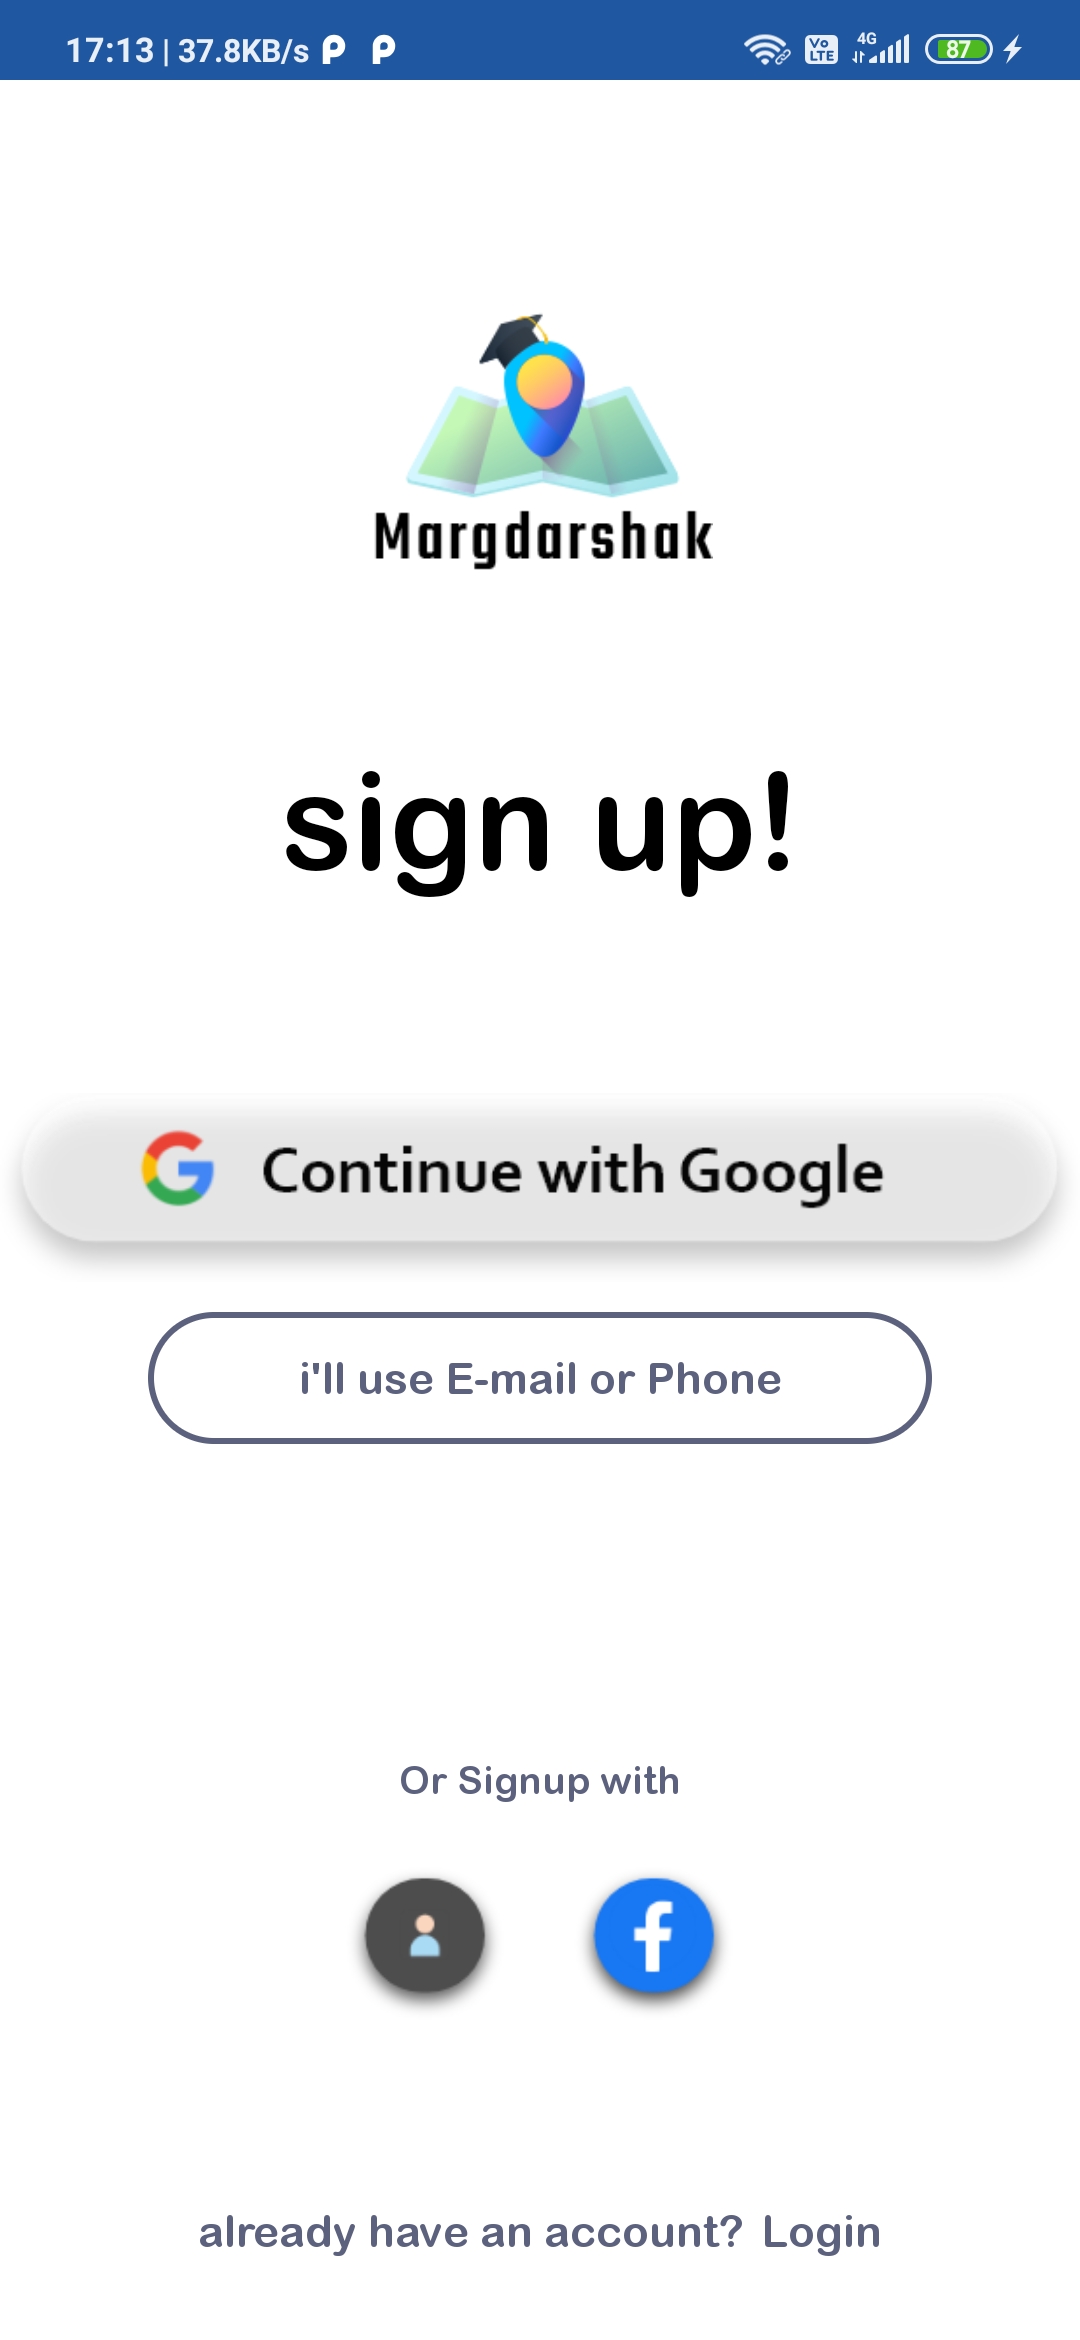 17:13 | 37.8KB/s
Vo LTE 4G 87
Margdarshak
sign up!
Continue with Google
i'll use E-mail or Phone
Or Signup with
already have an account? Login